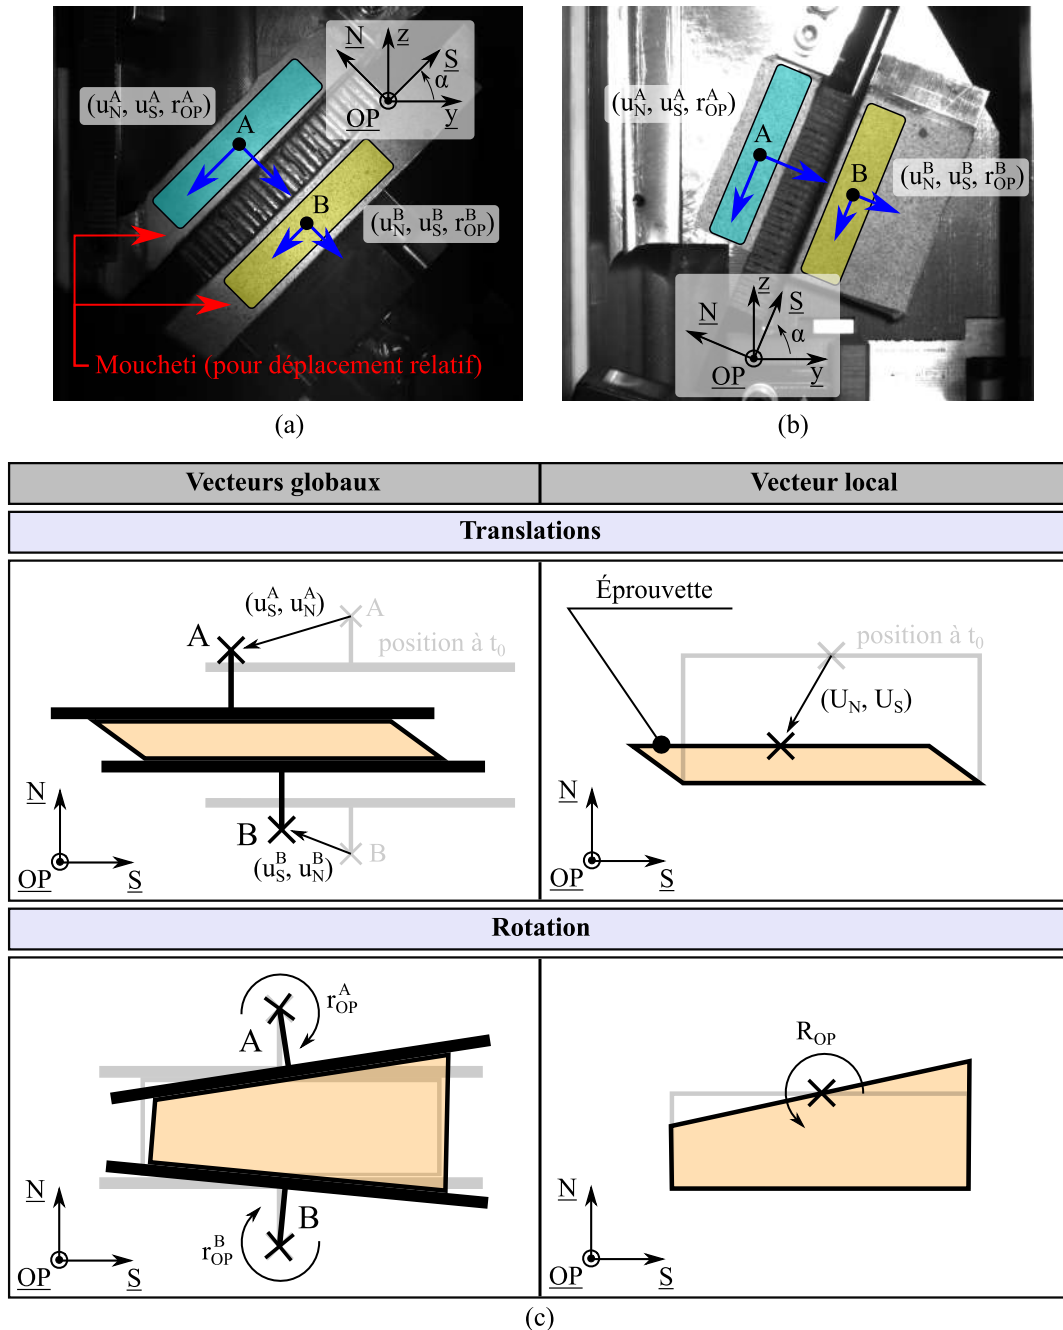 N z S α OP y
(u_N^A, u_S^A, r_OP^A)
A
B
(u_N^B, u_S^B, r_OP^B)
Moucheti (pour déplacement relatif)
(a)
(u_N^A, u_S^A, r_OP^A)
A
B
(u_N^B, u_S^B, r_OP^B)
N z S α OP y
(b)
Vecteurs globaux
Vecteur local
Translations
(u_S^A, u_N^A)
A
A
position à t_0
B
B
(u_S^B, u_N^B)
N
OP S
Éprouvette
position à t_0
(U_N, U_S)
N
OP S
Rotation
r_OP^A
A
B
r_OP^B
N
OP S
R_OP
N
OP S
(c)